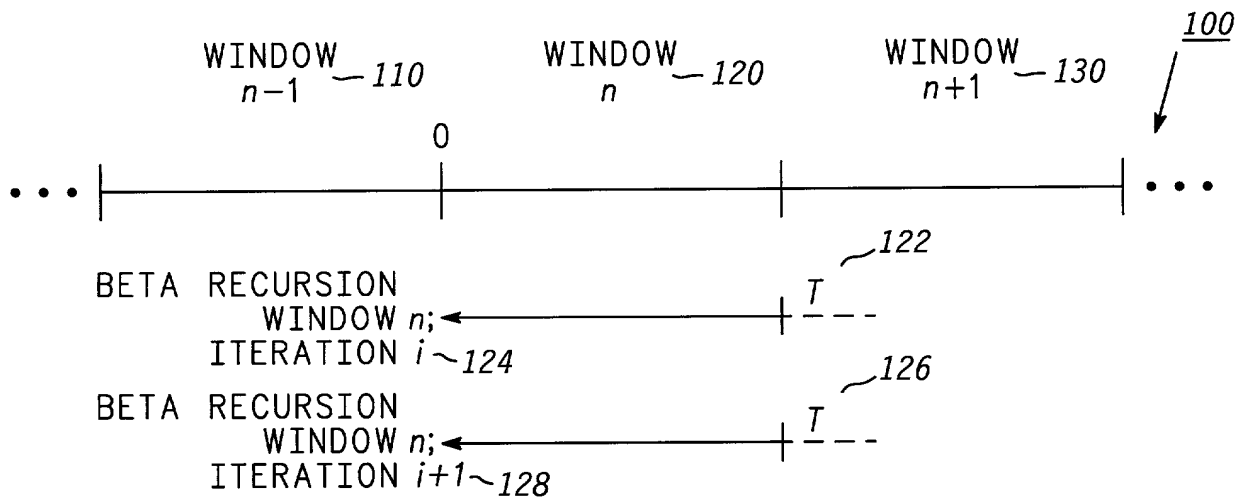 100
WINDOW n-1 110
WINDOW n 120
WINDOW n+1 130
0
122
BETA RECURSION
T
WINDOW n;
ITERATION i 124
126
BETA RECURSION
T
WINDOW n;
ITERATION i+1 128